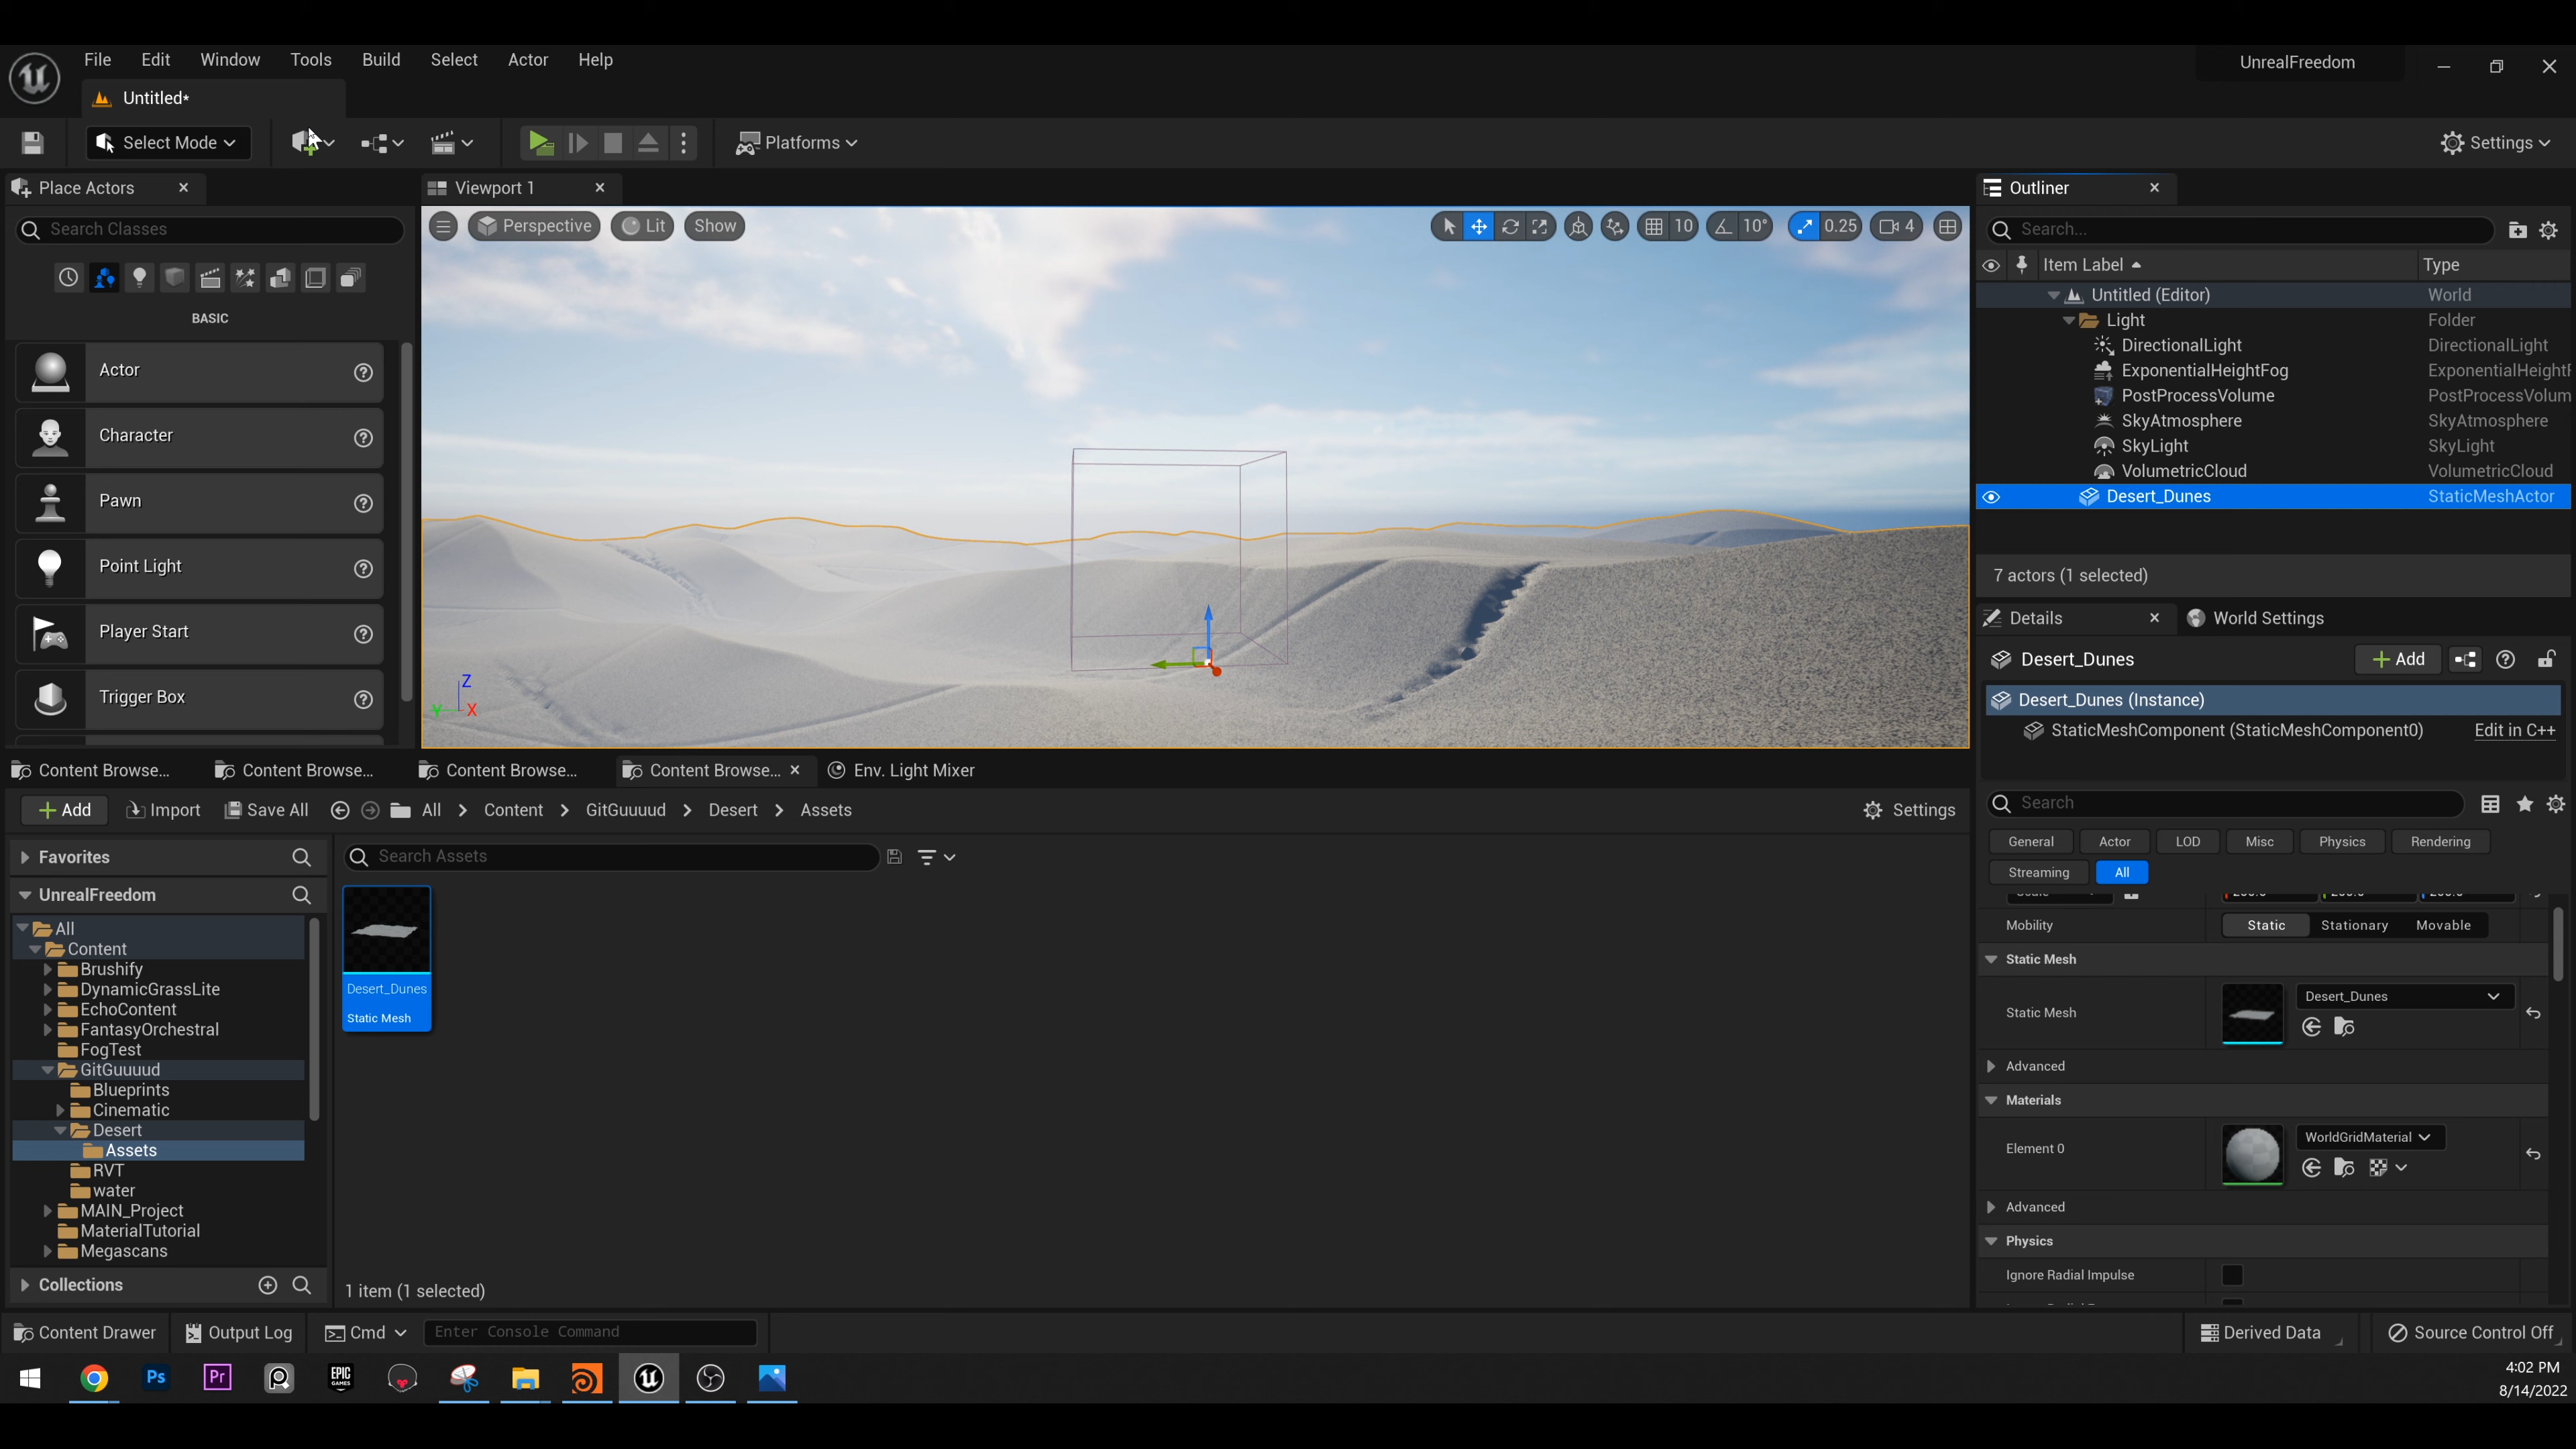 File Edit Window Tools Build Select Actor Help
UnrealFreedom
Untitled*
Select Mode
Platforms
Settings
Place Actors
Search Classes
BASIC
Actor
Character
Pawn
Point Light
Player Start
Trigger Box
Viewport 1
Perspective
Lit
Show
10
10°
0.25
4
Z
Y
X
Outliner
Search...
Item Label Type
Untitled (Editor) World
Light Folder
DirectionalLight DirectionalLight
ExponentialHeightFog ExponentialHeightF
PostProcessVolume PostProcessVolum
SkyAtmosphere SkyAtmosphere
SkyLight SkyLight
VolumetricCloud VolumetricCloud
Desert_Dunes StaticMeshActor
7 actors (1 selected)
Details
World Settings
Desert_Dunes
Add
Desert_Dunes (Instance)
StaticMeshComponent (StaticMeshComponent0) Edit in C++
Search
General Actor LOD Misc Physics Rendering
Streaming All
Mobility Static Stationary Movable
Static Mesh
Static Mesh Desert_Dunes
Advanced
Materials
Element 0 WorldGridMaterial
Advanced
Physics
Ignore Radial Impulse
Content Browse... Content Browse... Content Browse... Content Browse... Env. Light Mixer
Add Import Save All All Content GitGuuuud Desert Assets Settings
Favorites
UnrealFreedom
All
Content
Brushify
DynamicGrassLite
EchoContent
FantasyOrchestral
FogTest
GitGuuuud
Blueprints
Cinematic
Desert
Assets
RVT
water
MAIN_Project
MaterialTutorial
Megascans
Collections
Search Assets
Desert_Dunes
Static Mesh
1 item (1 selected)
Content Drawer Output Log Cmd Enter Console Command Derived Data Source Control Off
Ps
Pr
EPIC
GAMES
4:02 PM
8/14/2022